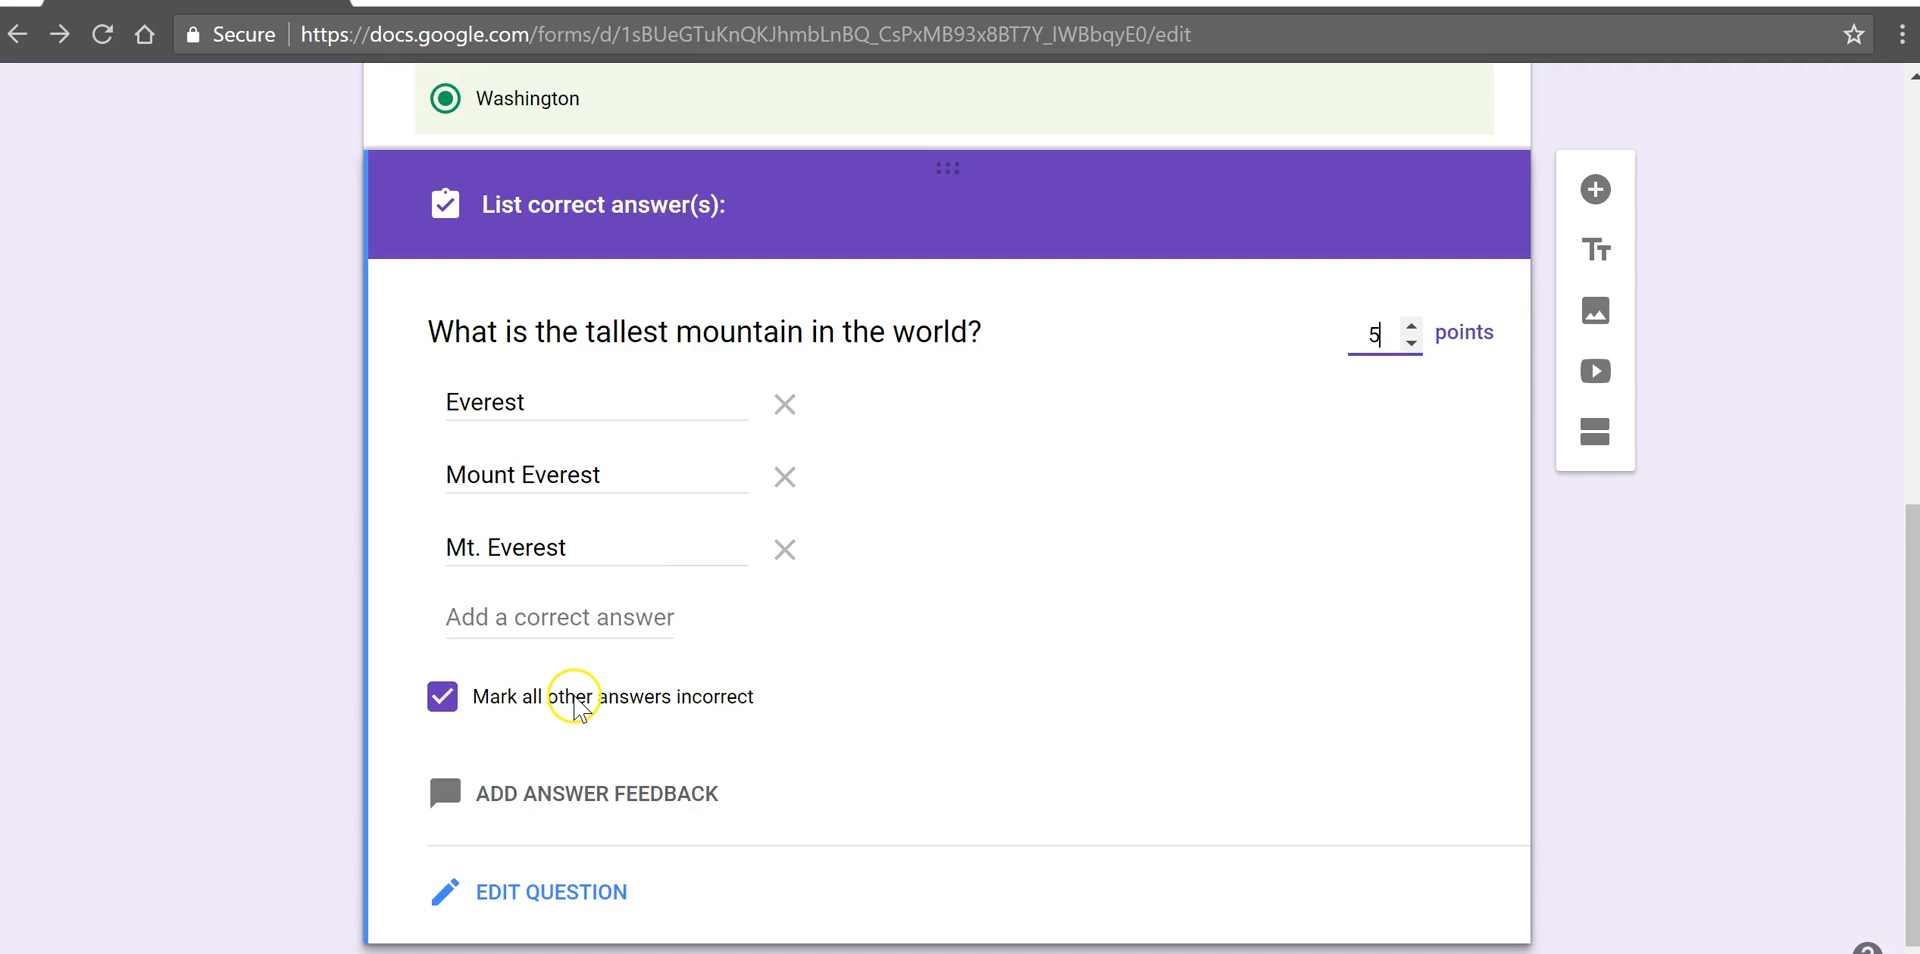 Secure https://docs.google.com/forms/d/1sBUeGTuKnQKJhmbLnBQ_CsPxMB93x8BT7Y_IWBbqyE0/edit
Washington
List correct answer(s):
What is the tallest mountain in the world? 5 points
Everest
Mount Everest
Mt. Everest
Add a correct answer
Mark all other answers incorrect
ADD ANSWER FEEDBACK
EDIT QUESTION